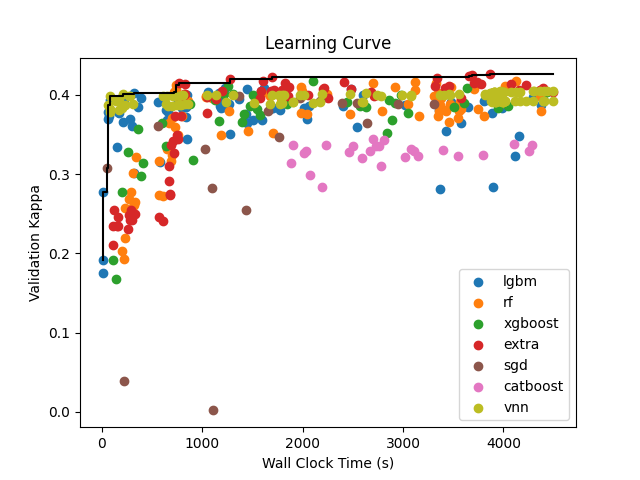 Learning Curve
Validation Kappa
0.4
0.3
0.2
0.1
0.0
lgbm
rf
xgboost
extra
sgd
catboost
vnn
0
1000
2000
3000
4000
Wall Clock Time (s)